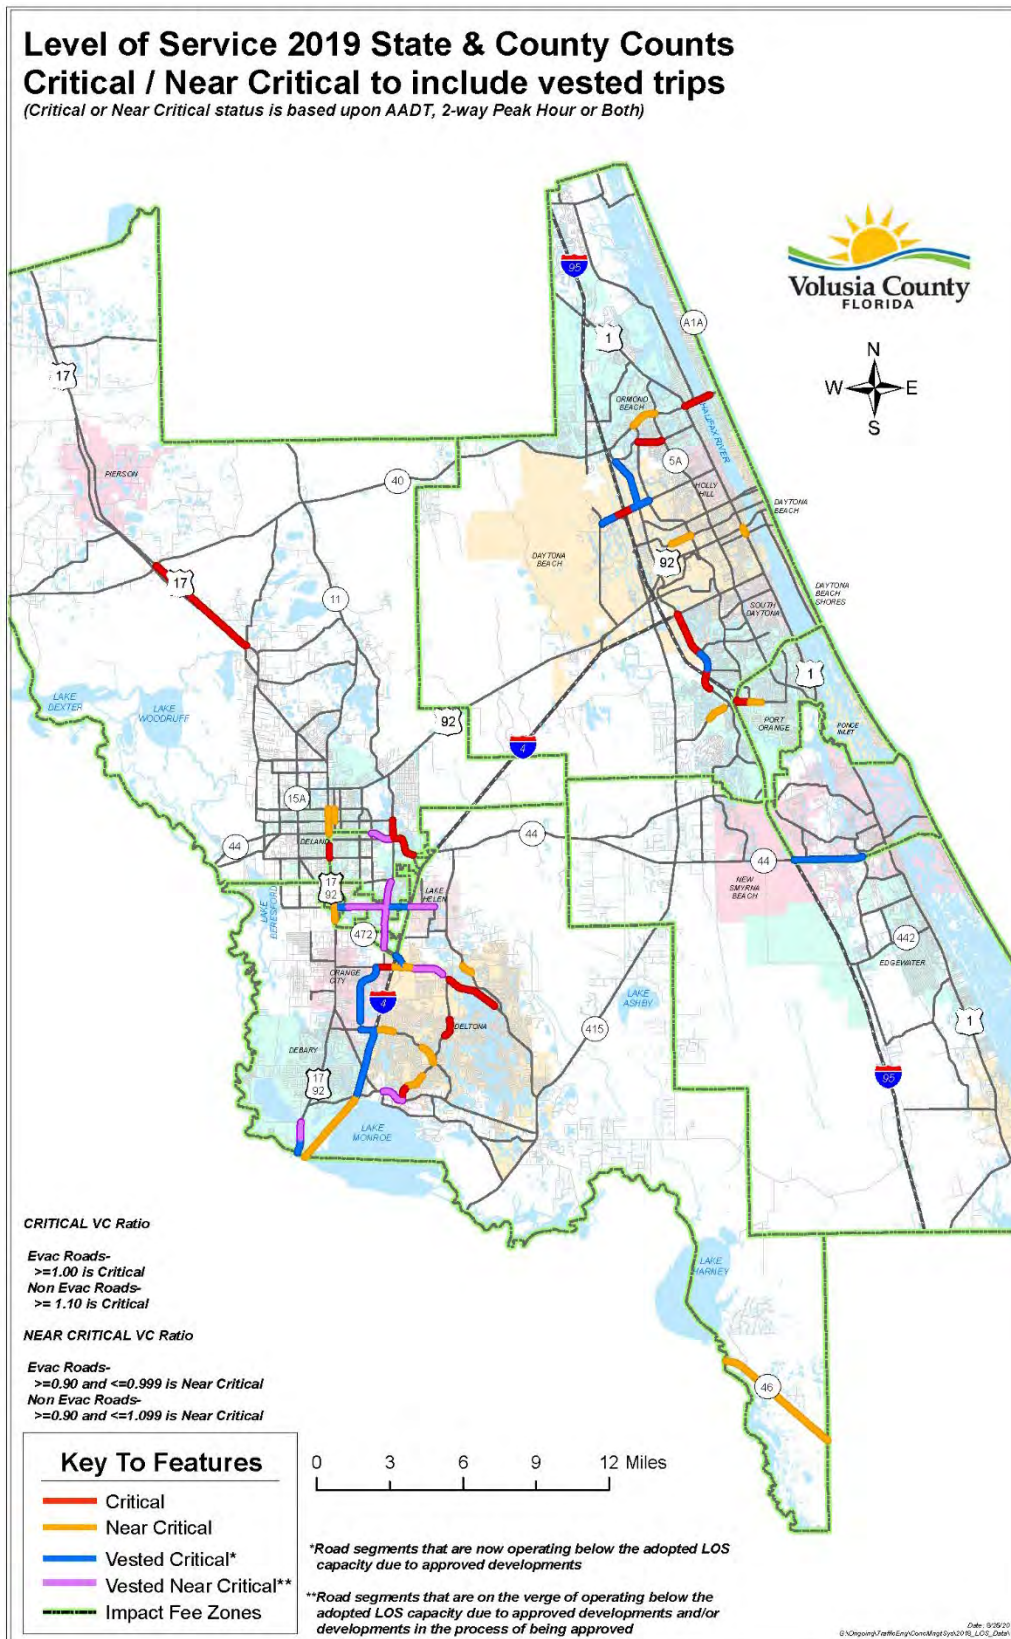 Level of Service 2019 State & County Counts
Critical / Near Critical to include vested trips
(Critical or Near Critical status is based upon AADT, 2-way Peak Hour or Both)
Volusia County
FLORIDA
N
W E
S
95
1
A1A
17
ORMOND
BEACH
HALIFAX RIVER
5A
HOLLY
HILL
PIERSON
40
DAYTONA
BEACH
DAYTONA
BEACH
92
17
11
DAYTONA
BEACH
SHORES
SOUTH
DAYTONA
1
LAKE
DEXTER
LAKE
WOODRUFF
92
4
PORT
ORANGE
PONCE
INLET
15A
44
DELAND
44
44
17
92
LAKE
HELEN
NEW
SMYRNA
BEACH
LAKE
BERESFORD
472
442
EDGEWATER
ORANGE
CITY
4
LAKE
ASHBY
DELTONA
415
1
DEBARY
17
92
95
LAKE
MONROE
LAKE
HARNEY
46
CRITICAL VC Ratio
Evac Roads-
>=1.00 is Critical
Non Evac Roads-
>= 1.10 is Critical
NEAR CRITICAL VC Ratio
Evac Roads-
>=0.90 and <=0.999 is Near Critical
Non Evac Roads-
>=0.90 and <=1.099 is Near Critical
Key To Features
Critical
Near Critical
Vested Critical*
Vested Near Critical**
Impact Fee Zones
0 3 6 9 12 Miles
*Road segments that are now operating below the adopted LOS
capacity due to approved developments
**Road segments that are on the verge of operating below the
adopted LOS capacity due to approved developments and/or
developments in the process of being approved
Date: